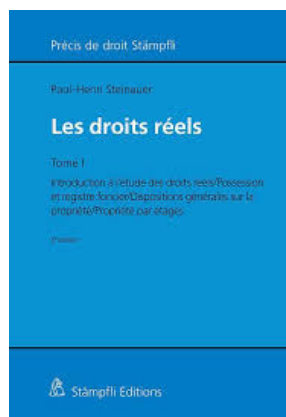 Précis de droit Stämpfli
Paul-Henri Steinauer
Les droits réels
Tome I
Introduction à l'étude des droits réels/Possession
et registre foncier/Dispositions générales sur la
propriété/Propriété par étages
Stämpfli Editions